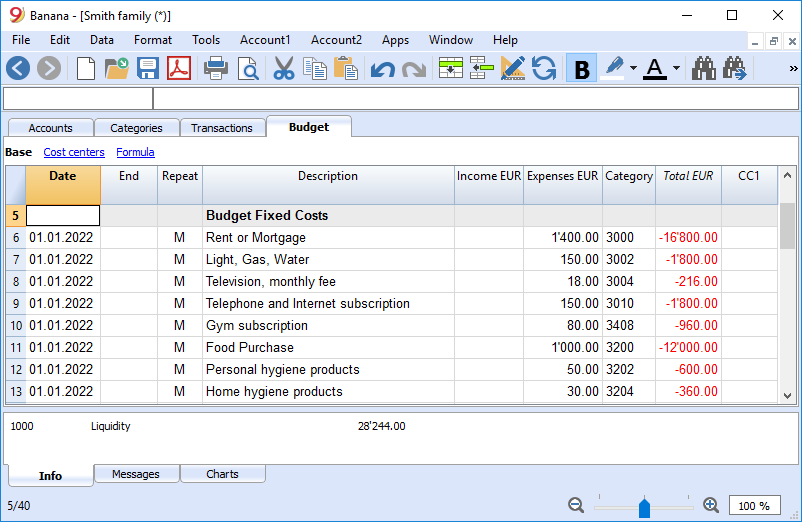 Banana - [Smith family (*)]
File Edit Data Format Tools Account1 Account2 Apps Window Help
B A »
Accounts Categories Transactions Budget
Base Cost centers Formula
Date End Repeat Description Income EUR Expenses EUR Category Total EUR CC1
5 Budget Fixed Costs
6 01.01.2022 M Rent or Mortgage 1'400.00 3000 -16'800.00
7 01.01.2022 M Light, Gas, Water 150.00 3002 -1'800.00
8 01.01.2022 M Television, monthly fee 18.00 3004 -216.00
9 01.01.2022 M Telephone and Internet subscription 150.00 3010 -1'800.00
10 01.01.2022 M Gym subscription 80.00 3408 -960.00
11 01.01.2022 M Food Purchase 1'000.00 3200 -12'000.00
12 01.01.2022 M Personal hygiene products 50.00 3202 -600.00
13 01.01.2022 M Home hygiene products 30.00 3204 -360.00
1000 Liquidity 28'244.00
Info Messages Charts
5/40 100 %